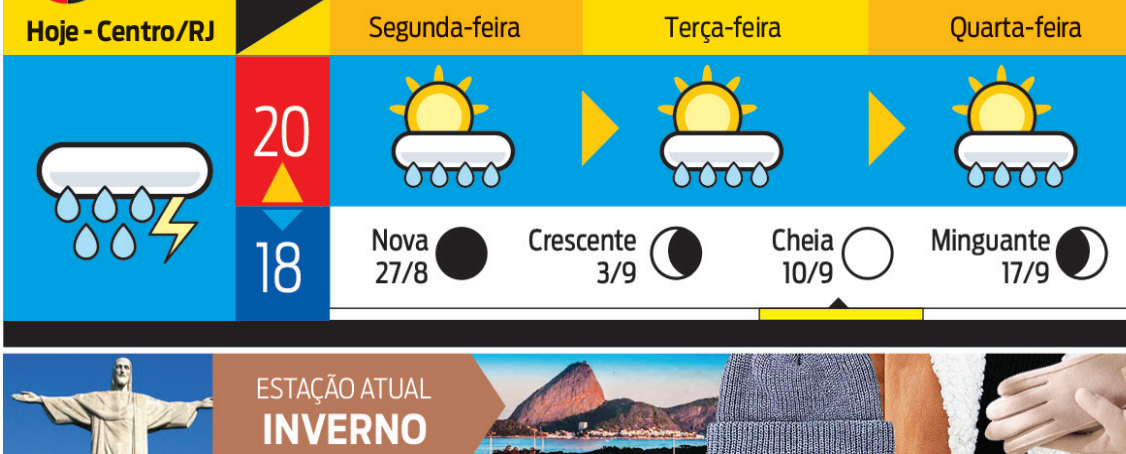 Hoje - Centro/RJ
Segunda-feira
Terça-feira
Quarta-feira
20
18
Nova
27/8
Crescente
3/9
Cheia
10/9
Minguante
17/9
ESTAÇÃO ATUAL
INVERNO